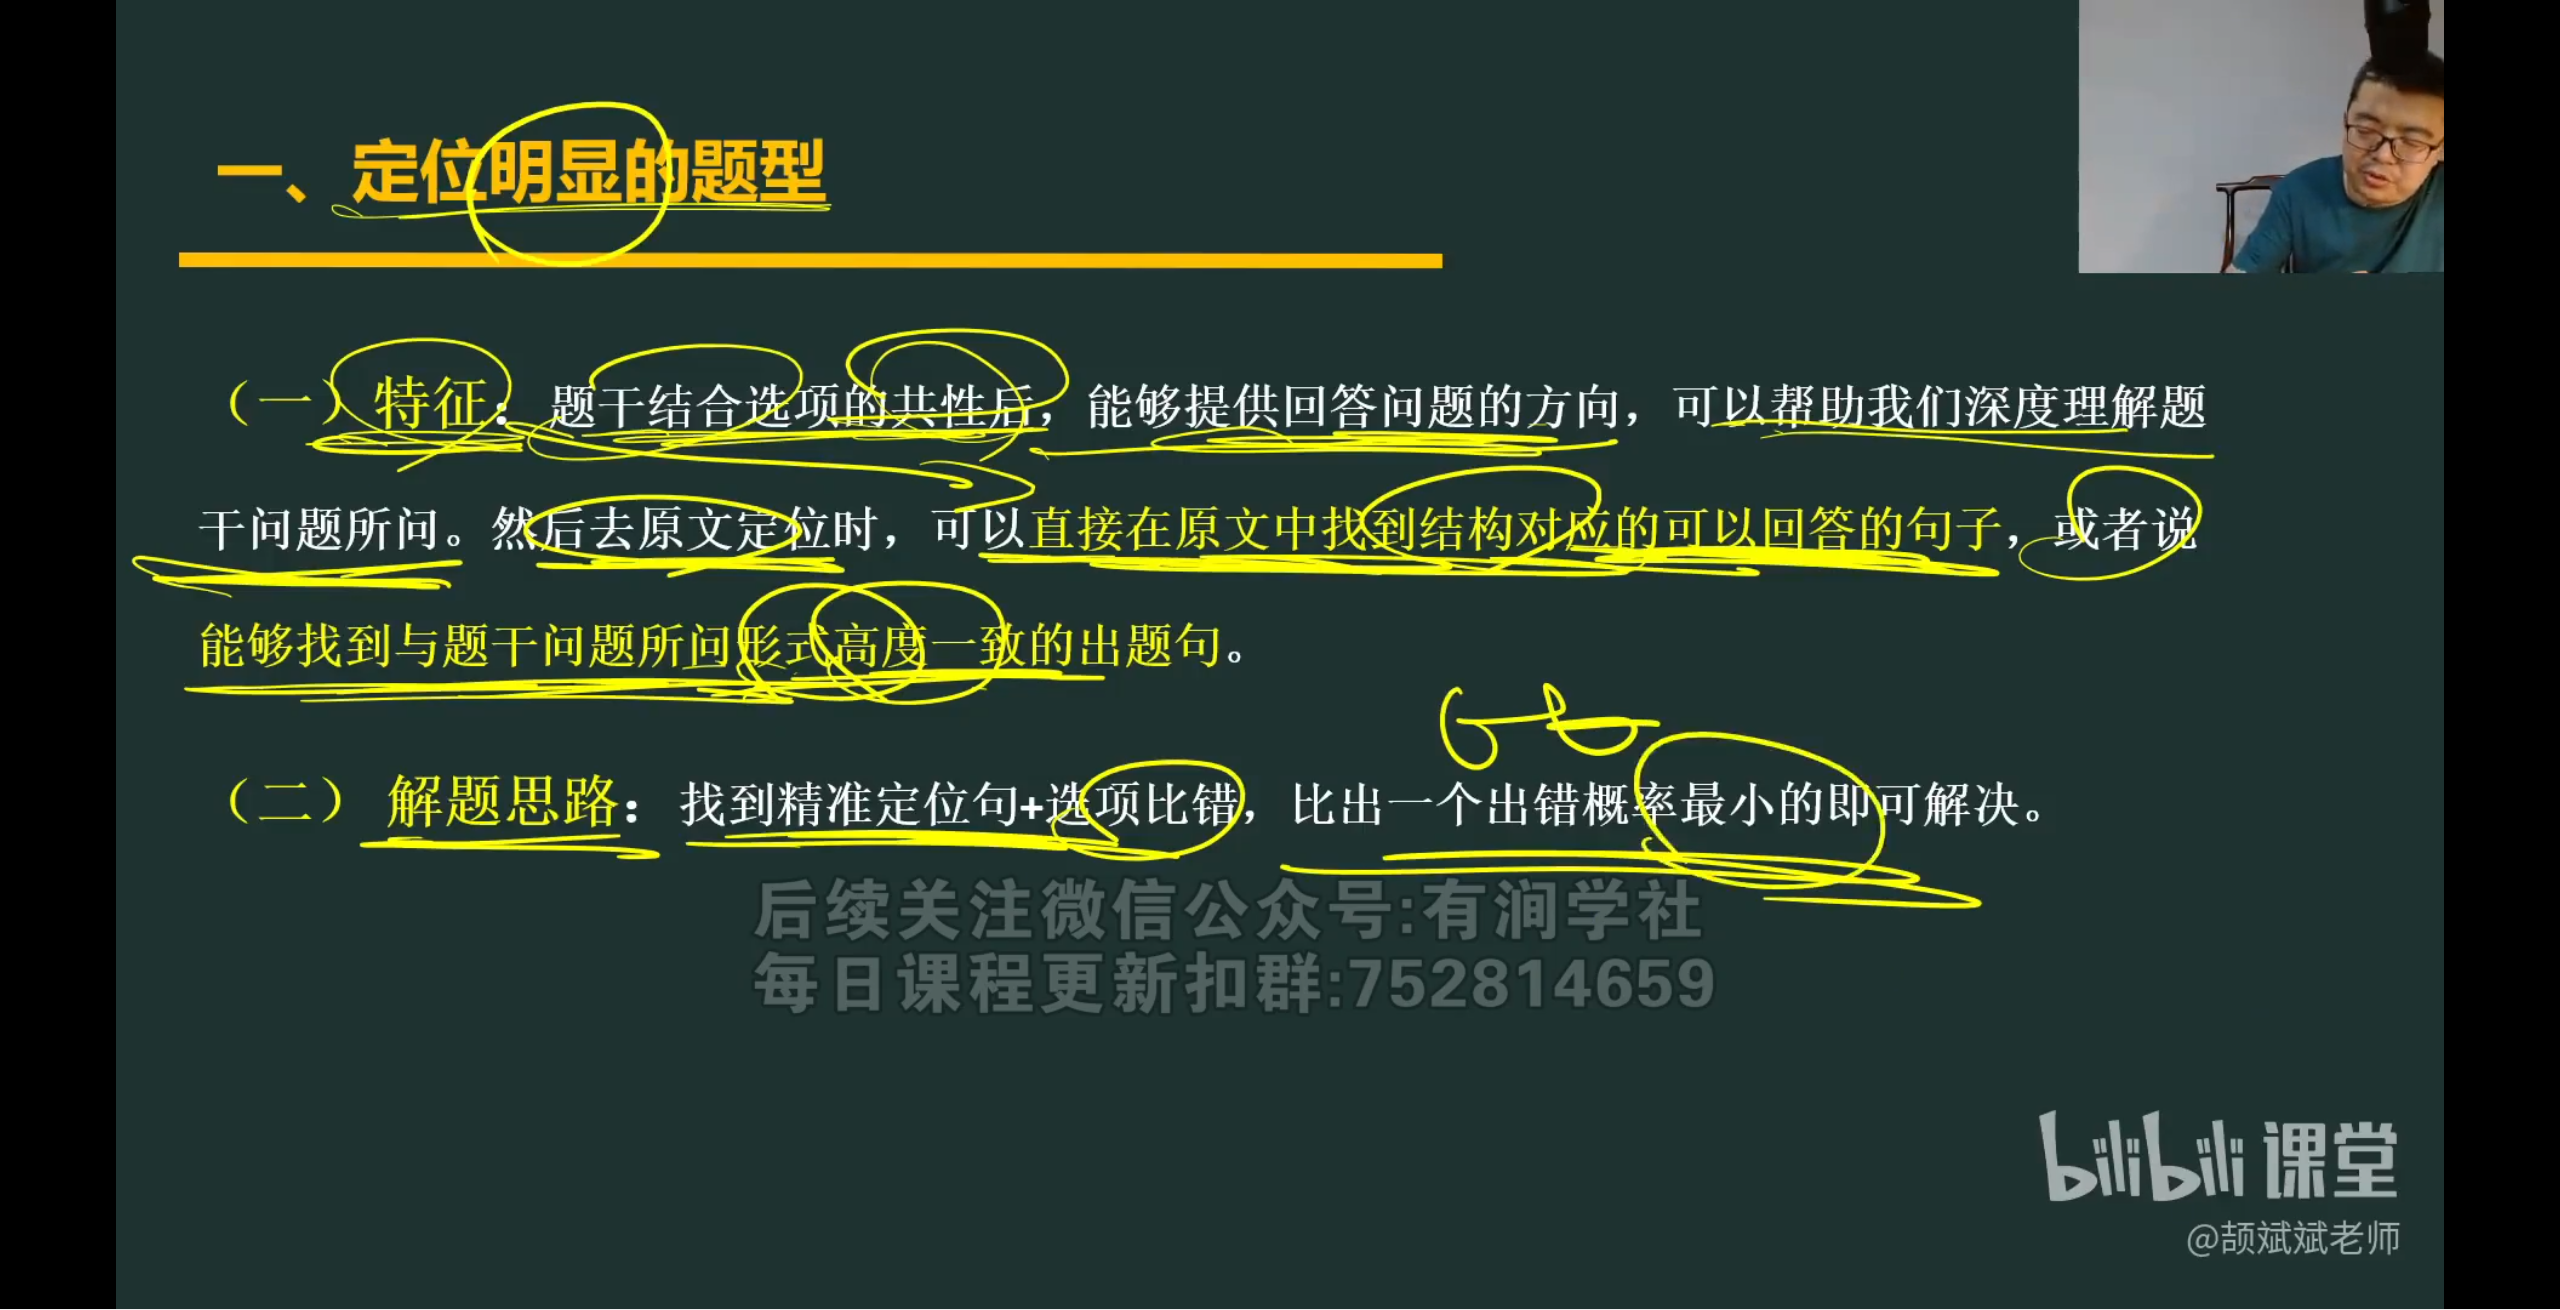 一、定位明显的题型
（一）特征：题干结合选项的共性后，能够提供回答问题的方向，可以帮助我们深度理解题
干问题所问。然后去原文定位时，可以直接在原文中找到结构对应的可以回答的句子，或者说
能够找到与题干问题所问形式高度一致的出题句。
（二）解题思路：找到精准定位句+选项比错，比出一个出错概率最小的即可解决。
后续关注微信公众号:有涧学社
每日课程更新扣群:752814659
bilibili 课堂
@颉斌斌老师